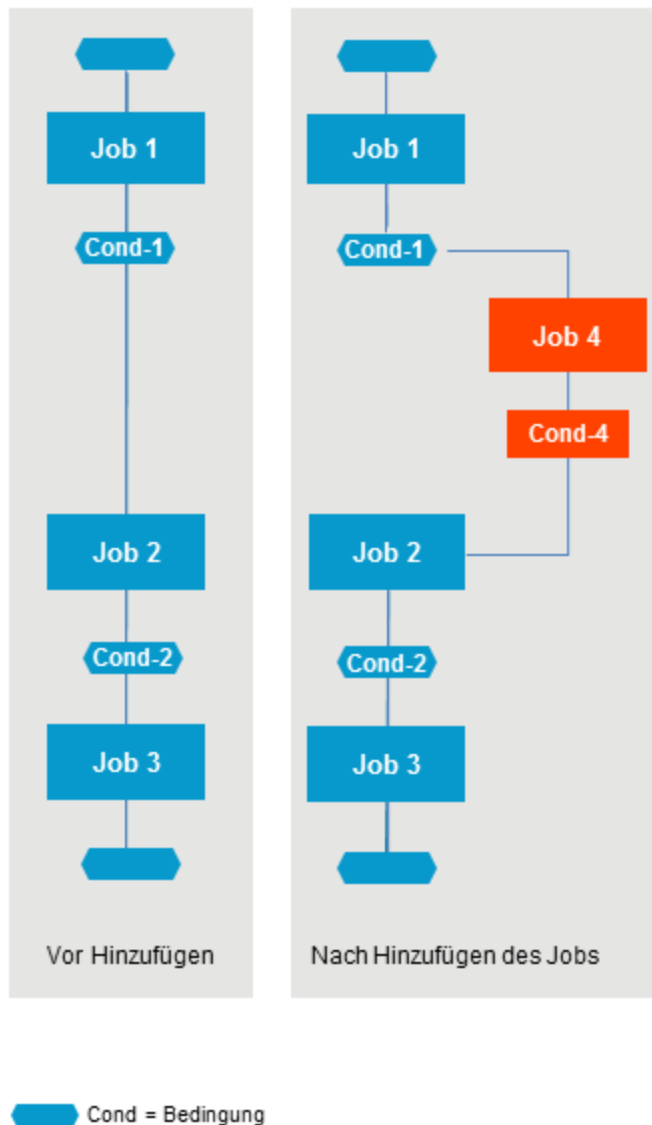 Job 1
Cond-1
Job 2
Cond-2
Job 3
Vor Hinzufügen
Job 1
Cond-1
Job 4
Cond-4
Job 2
Cond-2
Job 3
Nach Hinzufügen des Jobs
Cond = Bedingung